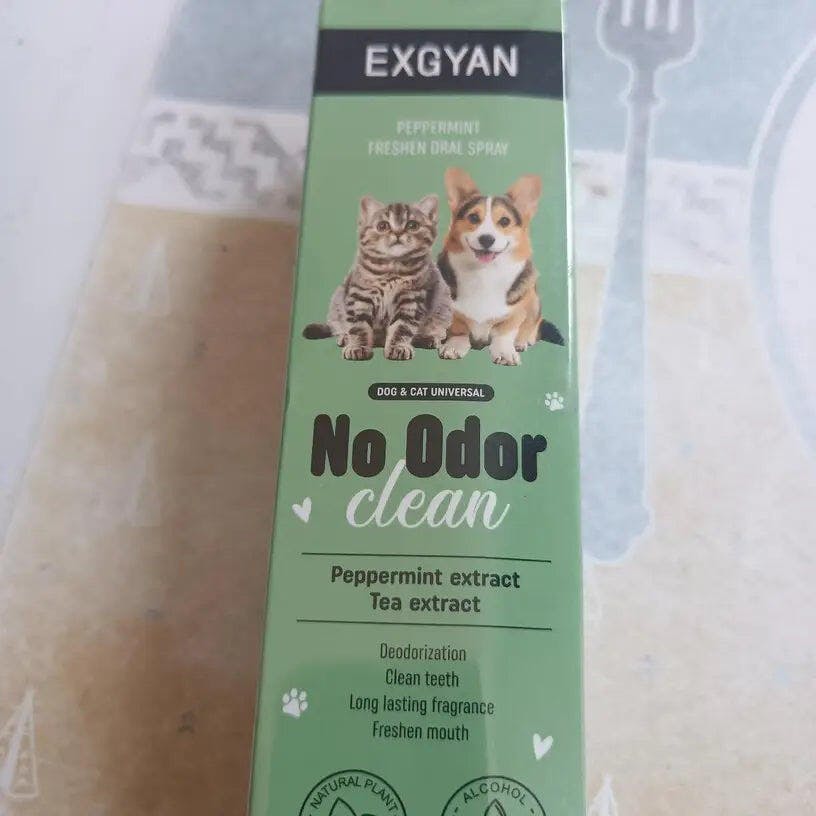 EXGYAN
PEPPERMINT
FRESHEN ORAL SPRAY
DOG & CAT UNIVERSAL
No Odor
clean
Peppermint extract
Tea extract
Deodorization
Clean teeth
Long lasting fragrance
Freshen mouth
NATURAL PLANT
- ALCOHOL -